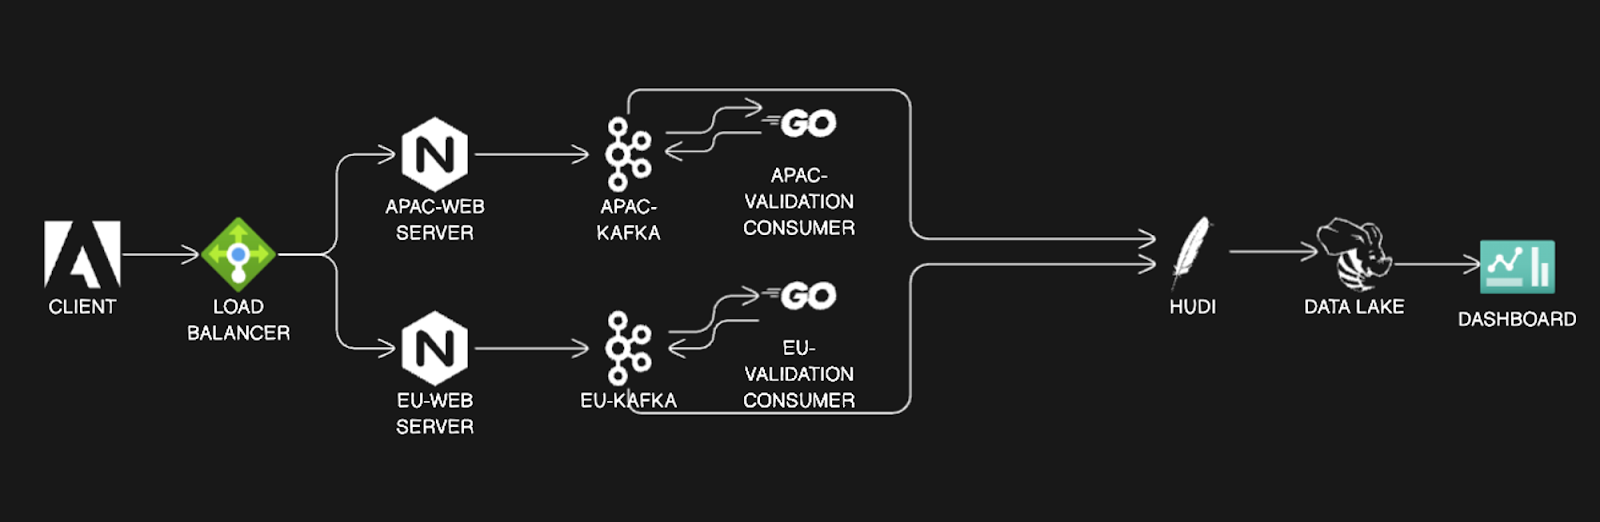 CLIENT
LOAD
BALANCER
N
APAC-WEB
SERVER
APAC-
KAFKA
GO
APAC-
VALIDATION
CONSUMER
N
EU-WEB
SERVER
EU-KAFKA
GO
EU-
VALIDATION
CONSUMER
HUDI
DATA LAKE
DASHBOARD